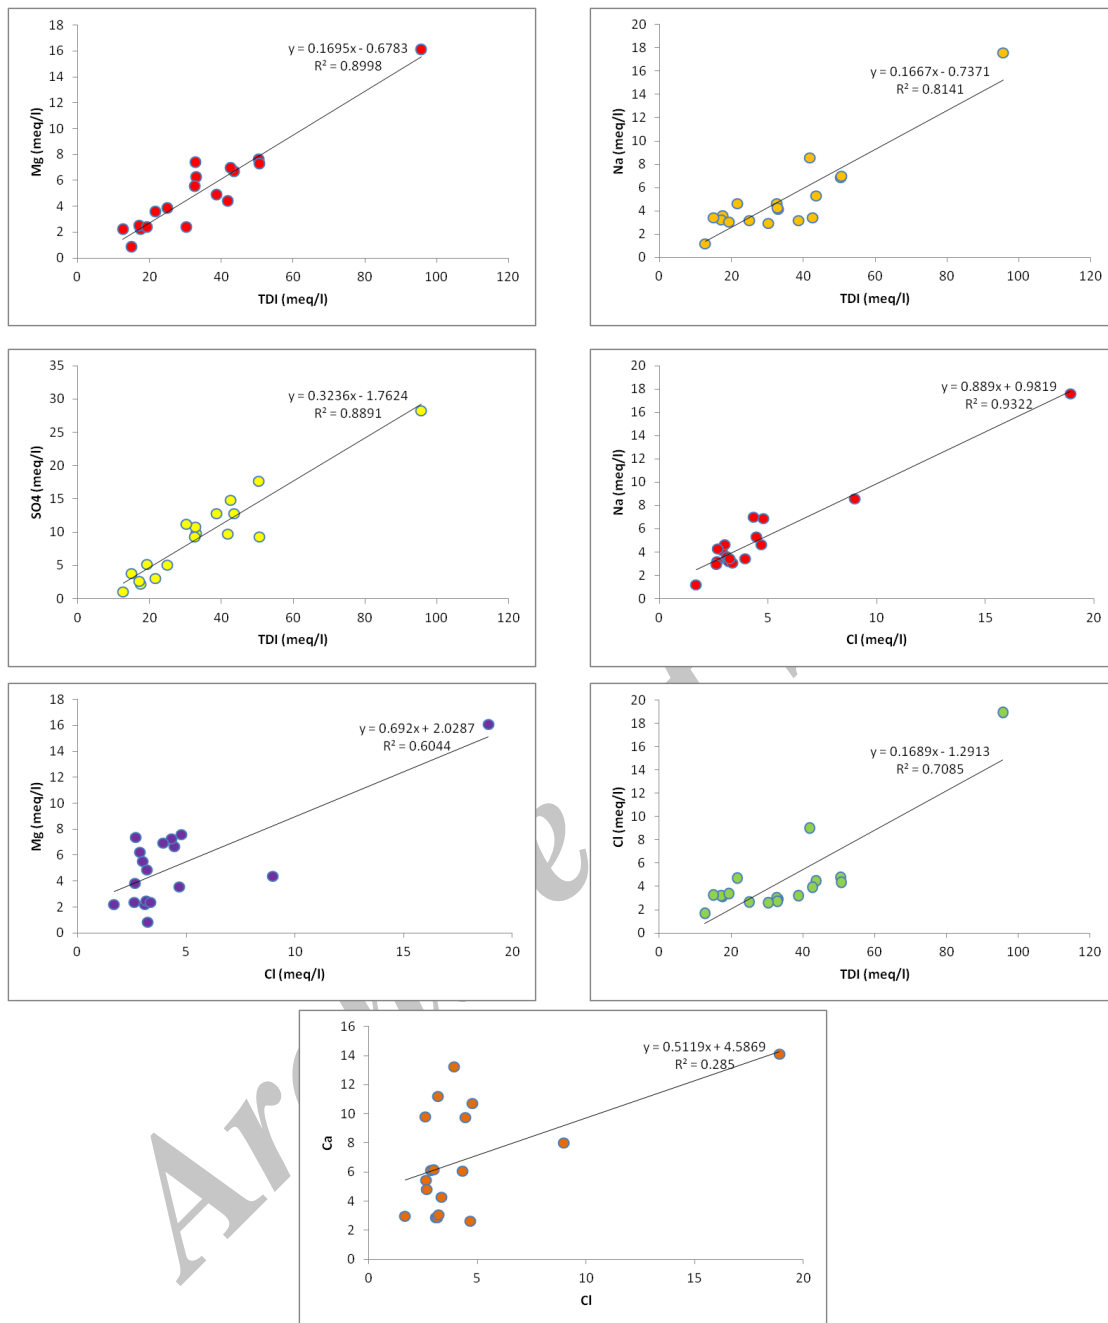 18
16
14
12
10
8
6
4
2
0
Mg (meq/l)
y = 0.1695x - 0.6783
R² = 0.8998
0 20 40 60 80 100 120
TDI (meq/l)
20
18
16
14
12
10
8
6
4
2
0
Na (meq/l)
y = 0.1667x - 0.7371
R² = 0.8141
0 20 40 60 80 100 120
TDI (meq/l)
35
30
25
20
15
10
5
0
SO4 (meq/l)
y = 0.3236x - 1.7624
R² = 0.8891
0 20 40 60 80 100 120
TDI (meq/l)
20
18
16
14
12
10
8
6
4
2
0
Na (meq/l)
y = 0.889x + 0.9819
R² = 0.9322
0 5 10 15 20
Cl (meq/l)
18
16
14
12
10
8
6
4
2
0
Mg (meq/l)
y = 0.692x + 2.0287
R² = 0.6044
0 5 10 15 20
Cl (meq/l)
20
18
16
14
12
10
8
6
4
2
0
Cl (meq/l)
y = 0.1689x - 1.2913
R² = 0.7085
0 20 40 60 80 100 120
TDI (meq/l)
16
14
12
10
8
6
4
2
0
Ca
y = 0.5119x + 4.5869
R² = 0.285
0 5 10 15 20
Cl